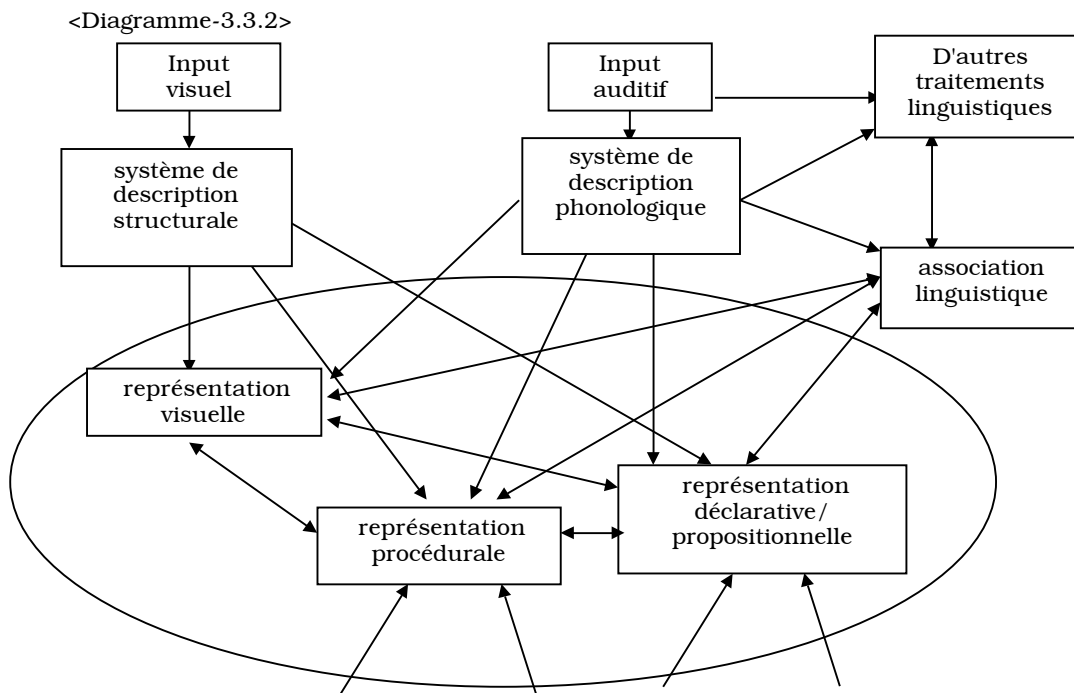 <Diagramme-3.3.2>
Input
visuel
Input
auditif
D'autres
traitements
linguistiques
système de
description
structurale
système de
description
phonologique
association
linguistique
représentation
visuelle
représentation
procédurale
représentation
déclarative/
propositionnelle